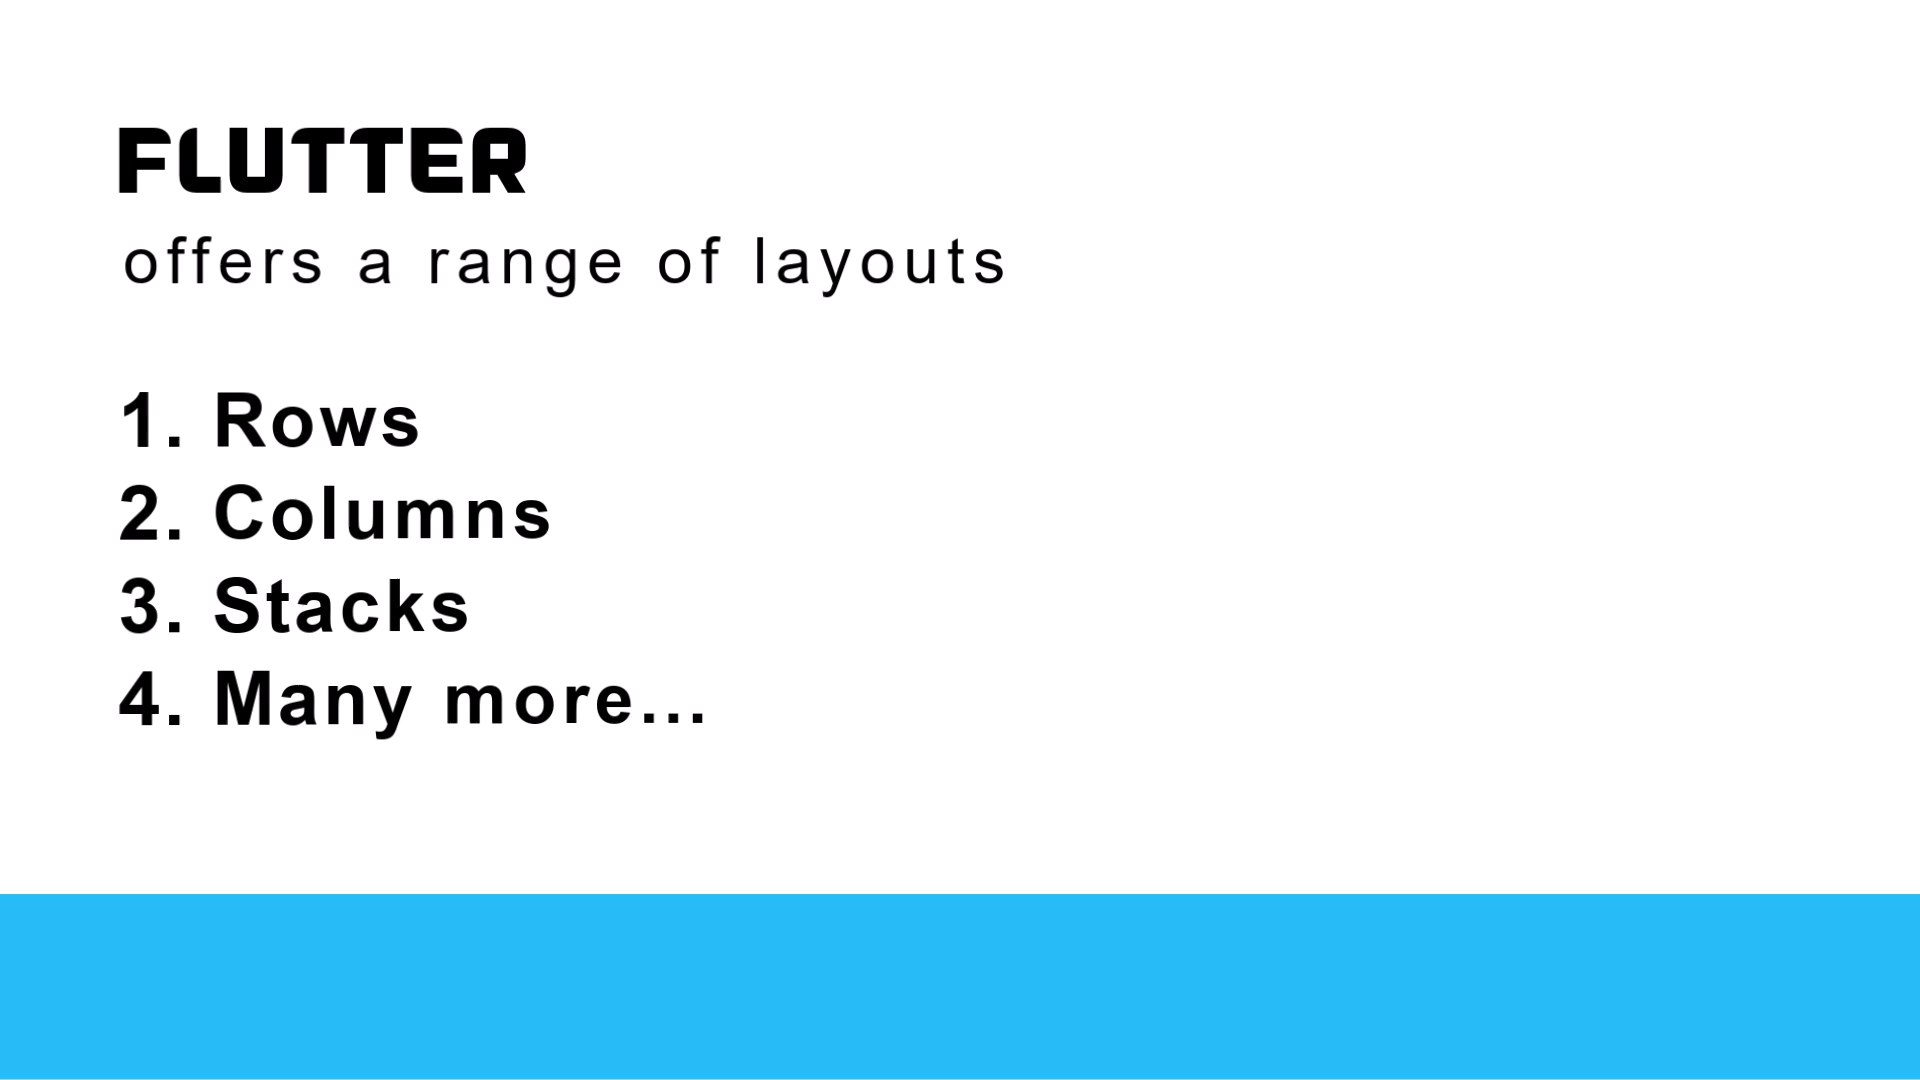 FLUTTER
offers a range of layouts
1. Rows
2. Columns
3. Stacks
4. Many more...